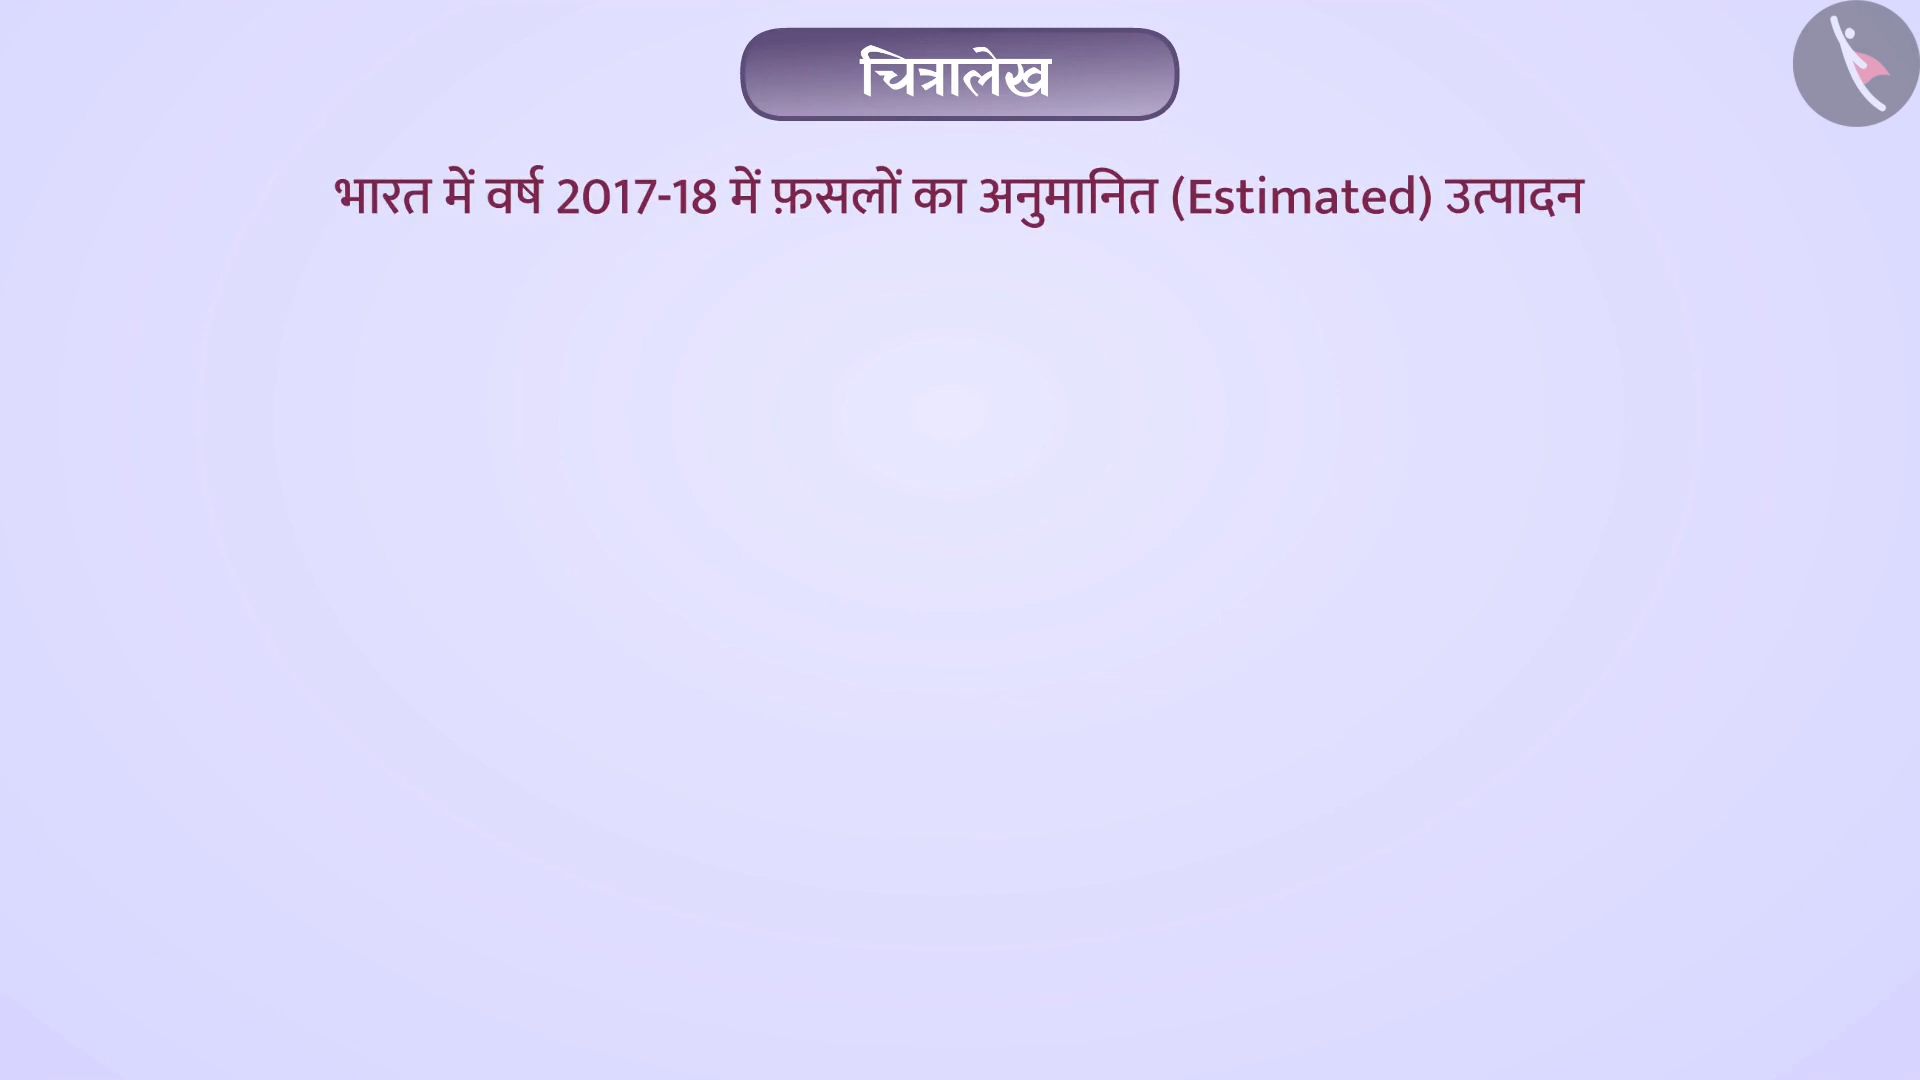 चित्रालेख
भारत में वर्ष 2017-18 में फ़सलों का अनुमानित (Estimated) उत्पादन